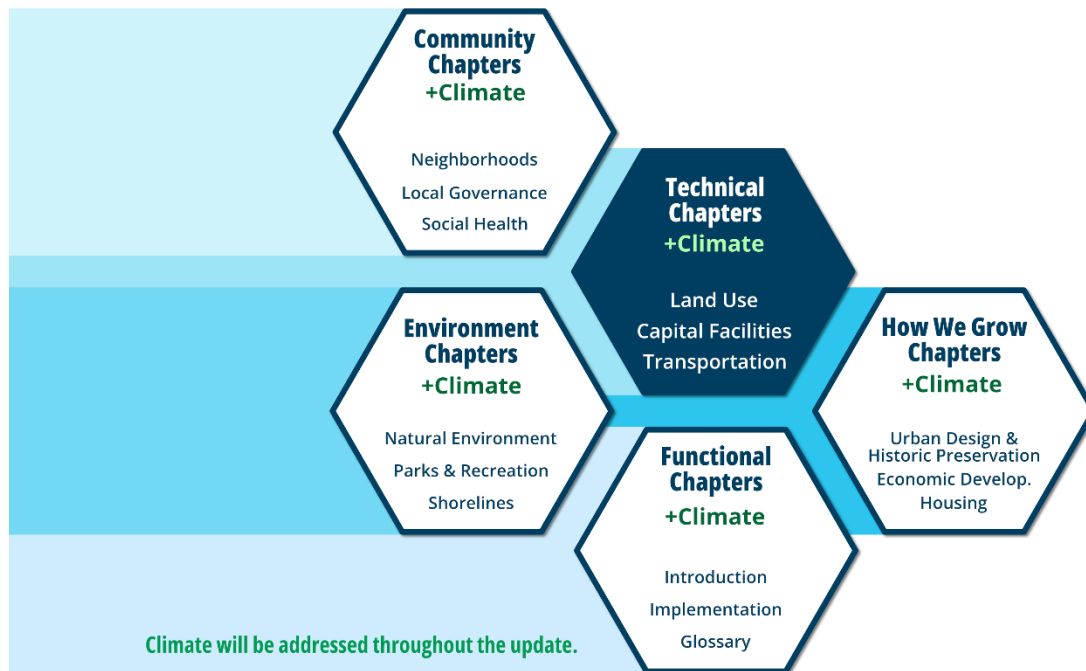 Community
Chapters
+Climate
Neighborhoods
Local Governance
Social Health
Technical
Chapters
+Climate
Land Use
Capital Facilities
Transportation
Environment
Chapters
+Climate
Natural Environment
Parks & Recreation
Shorelines
How We Grow
Chapters
+Climate
Urban Design &
Historic Preservation
Economic Develop.
Housing
Functional
Chapters
+Climate
Introduction
Implementation
Glossary
Climate will be addressed throughout the update.